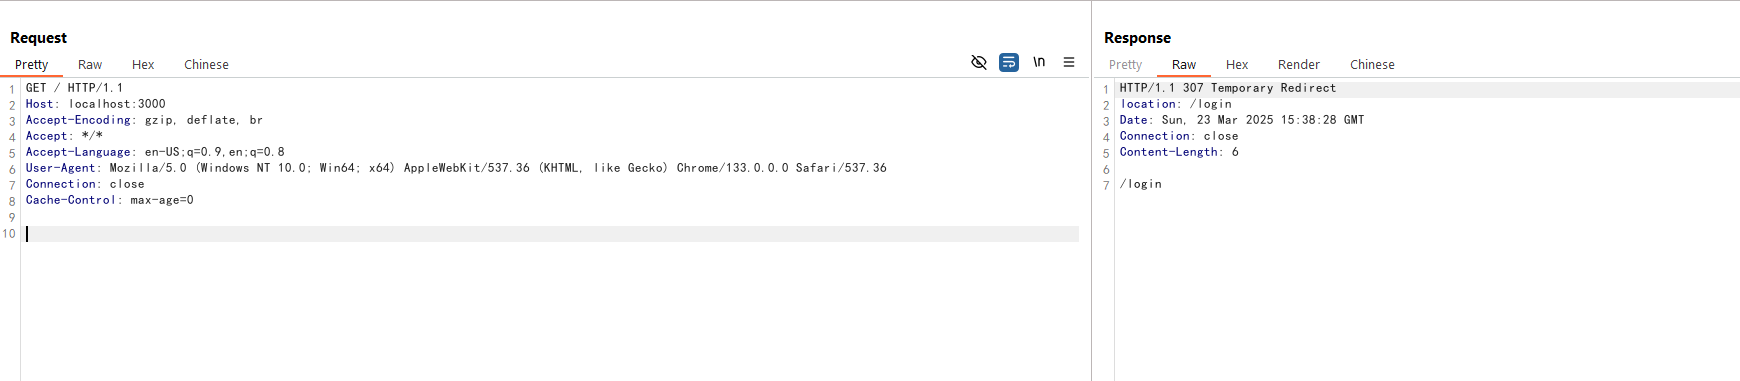 Request
Pretty Raw Hex Chinese \n
1 GET / HTTP/1.1
2 Host: localhost:3000
3 Accept-Encoding: gzip, deflate, br
4 Accept: */*
5 Accept-Language: en-US;q=0.9,en;q=0.8
6 User-Agent: Mozilla/5.0 (Windows NT 10.0; Win64; x64) AppleWebKit/537.36 (KHTML, like Gecko) Chrome/133.0.0.0 Safari/537.36
7 Connection: close
8 Cache-Control: max-age=0
9
10
Response
Pretty Raw Hex Render Chinese
1 HTTP/1.1 307 Temporary Redirect
2 location: /login
3 Date: Sun, 23 Mar 2025 15:38:28 GMT
4 Connection: close
5 Content-Length: 6
6
7 /login